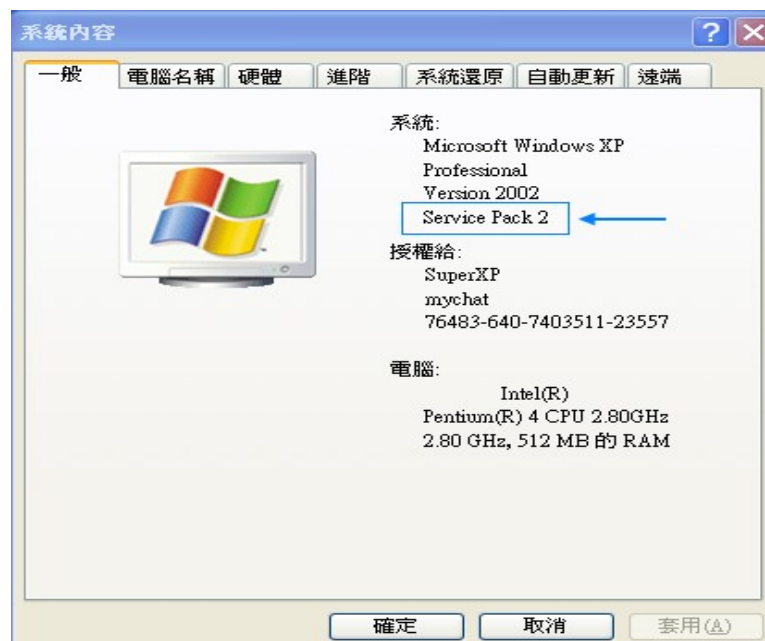 系統內容
一般 電腦名稱 硬體 進階 系統還原 自動更新 遠端
系統:
Microsoft Windows XP
Professional
Version 2002
Service Pack 2
授權給:
SuperXP
mychat
76483-640-7403511-23557
電腦:
Intel(R)
Pentium(R) 4 CPU 2.80GHz
2.80 GHz, 512 MB 的 RAM
確定 取消 套用(A)